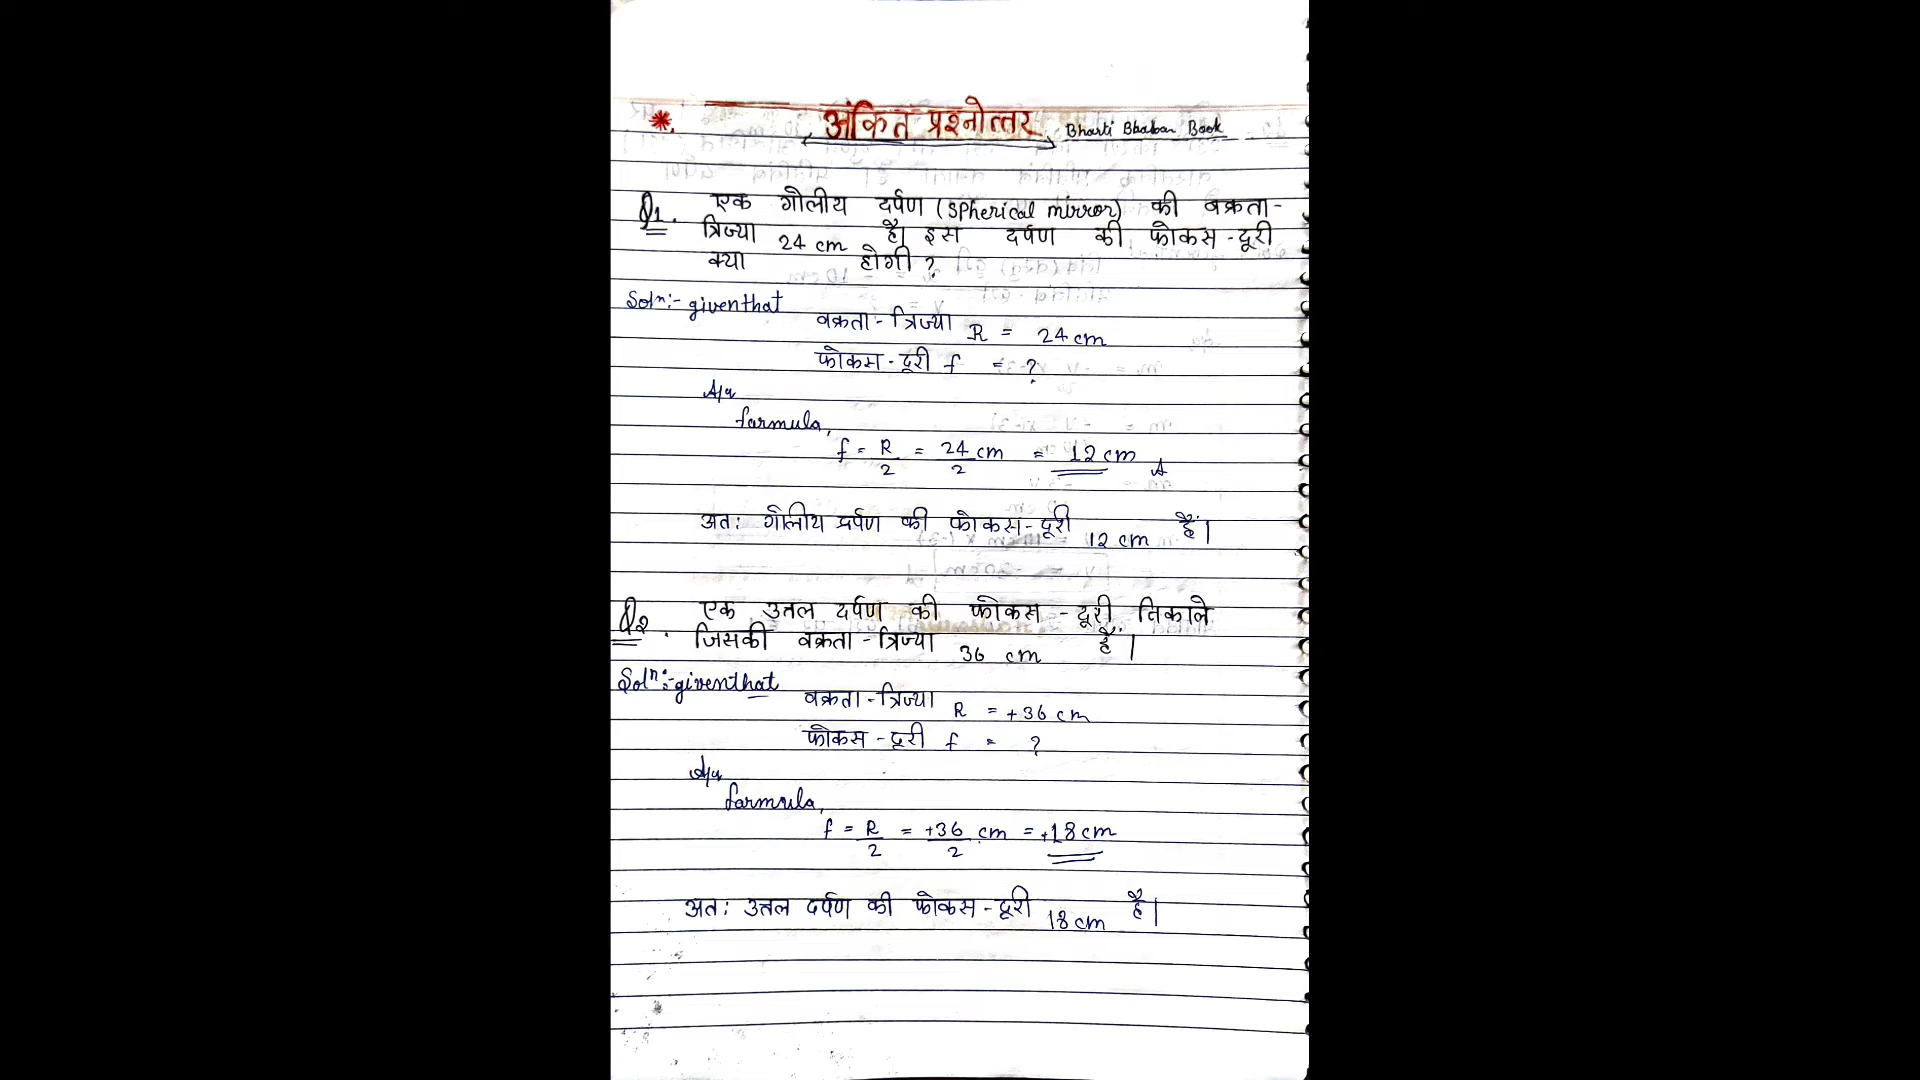 अंकित प्रश्नोत्तर Bharti Bhaban Book
Q1. एक गोलीय दर्पण (Spherical mirror) की वक्रता-
त्रिज्या 24 cm है। इस दर्पण की फोकस-दूरी
क्या होगी?
Solⁿ:- given that
वक्रता-त्रिज्या R = 24 cm
फोकस-दूरी f = ?
A/q
formula,
f = R/2 = 24/2 cm = 12 cm A
अत: गोलीय दर्पण की फोकस-दूरी 12 cm है।
Q2. एक उतल दर्पण की फोकस-दूरी निकाले
जिसकी वक्रता-त्रिज्या 36 cm है।
Solⁿ:- given that
वक्रता-त्रिज्या R = +36 cm
फोकस-दूरी f = ?
A/q
formula,
f = R/2 = +36/2 cm = +18 cm
अत: उत्तल दर्पण की फोकस-दूरी 18 cm है।